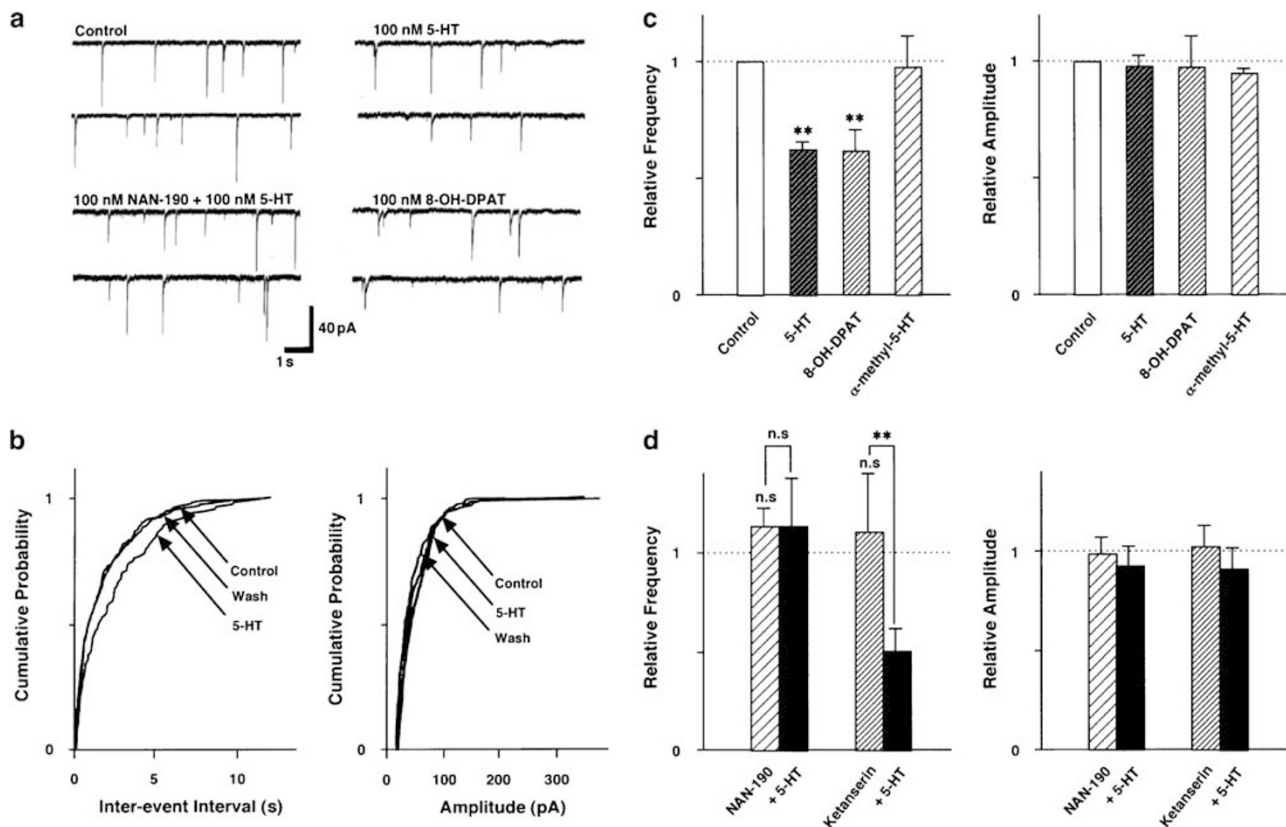 a
Control
100 nM 5-HT
100 nM NAN-190 + 100 nM 5-HT
100 nM 8-OH-DPAT
40 pA
1 s
b
Cumulative Probability
1
0
0
5
10
Inter-event Interval (s)
Control
Wash
5-HT
Cumulative Probability
1
0
0
100
200
300
Amplitude (pA)
Control
5-HT
Wash
c
Relative Frequency
1
0
**
**
Control
5-HT
8-OH-DPAT
α-methyl-5-HT
Relative Amplitude
1
0
Control
5-HT
8-OH-DPAT
α-methyl-5-HT
d
Relative Frequency
1
0
n.s
n.s
**
n.s
NAN-190
+ 5-HT
Ketanserin
+ 5-HT
Relative Amplitude
1
0
NAN-190
+ 5-HT
Ketanserin
+ 5-HT